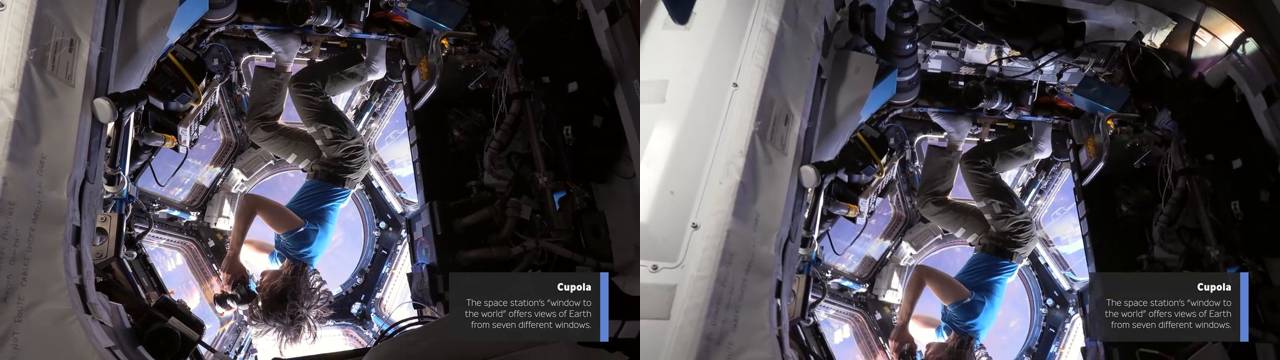 Cupola
The space station's "window to
the world" offers views of Earth
from seven different windows.
Cupola
The space station's "window to
the world" offers views of Earth
from seven different windows.